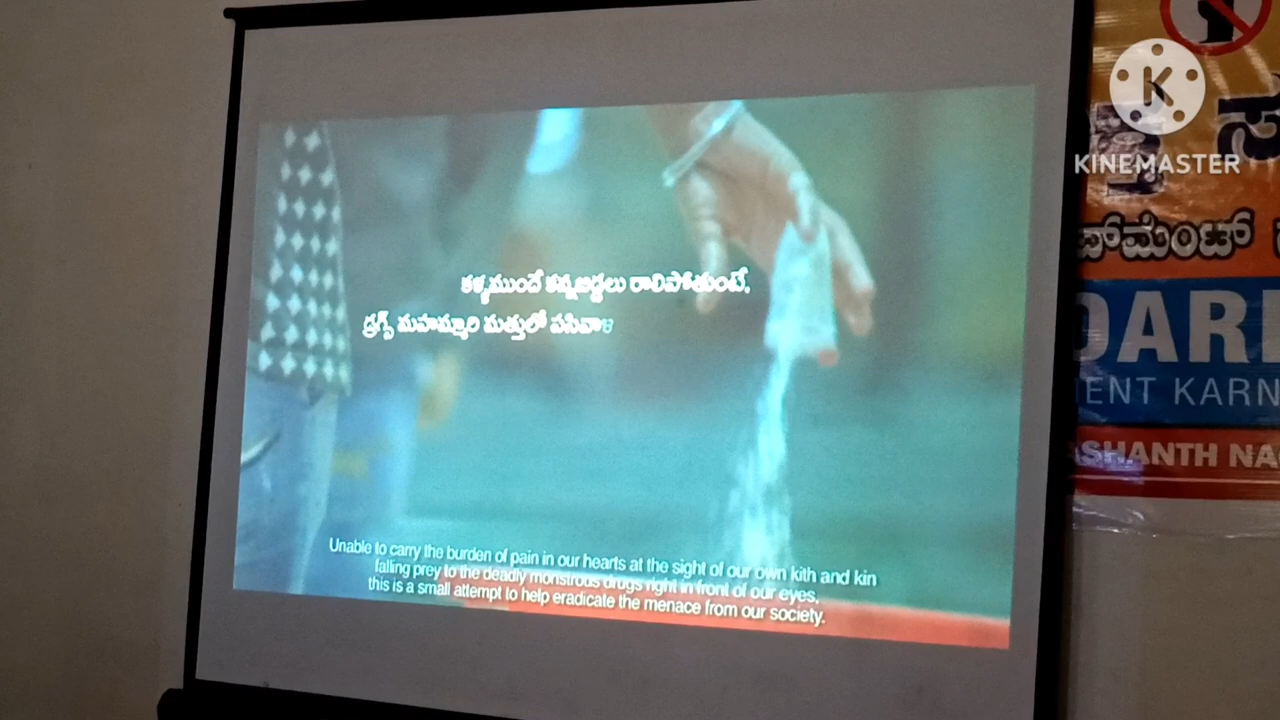 KINEMASTER
కళ్ళముందే కన్నబిడ్డలు రాలిపోతుంటే,
డ్రగ్స్ మహమ్మారి మత్తులో పసివాళ
Unable to carry the burden of pain in our hearts at the sight of our own kith and kin
falling prey to the deadly monstrous drugs right in front of our eyes,
this is a small attempt to help eradicate the menace from our society.
ಪಾರ್ಟ್‌ಮೆಂಟ್
DARI
ENT KARN
SHANTH NA